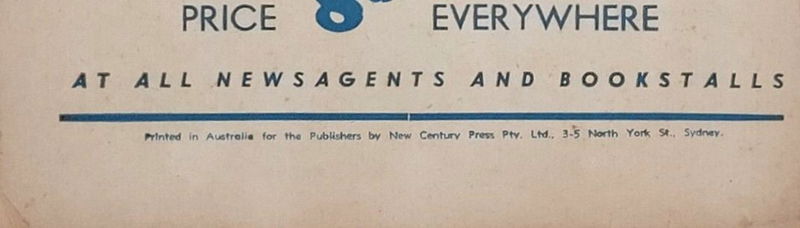 PRICE 8d EVERYWHERE
AT ALL NEWSAGENTS AND BOOKSTALLS
Printed in Australia for the Publishers by New Century Press Pty. Ltd., 3-5 North York St., Sydney.